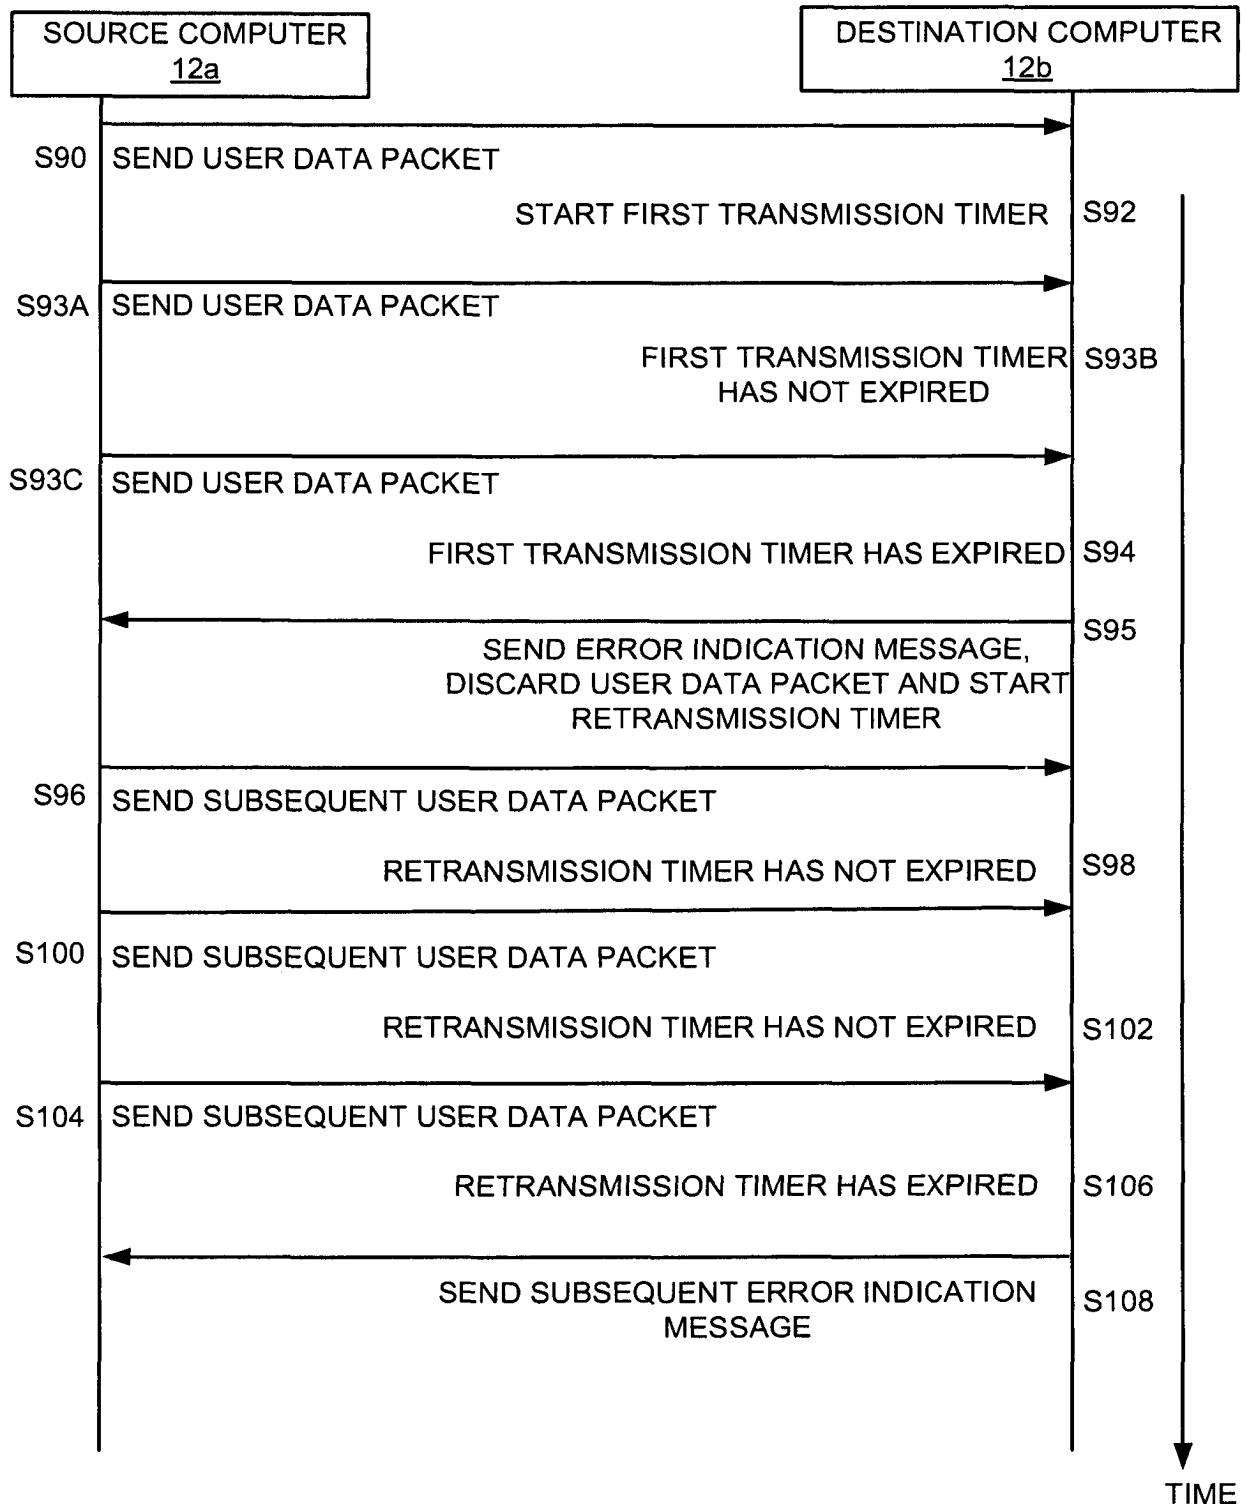 SOURCE COMPUTER
12a
DESTINATION COMPUTER
12b
S90 SEND USER DATA PACKET
START FIRST TRANSMISSION TIMER S92
S93A SEND USER DATA PACKET
FIRST TRANSMISSION TIMER S93B
HAS NOT EXPIRED
S93C SEND USER DATA PACKET
FIRST TRANSMISSION TIMER HAS EXPIRED S94
S95
SEND ERROR INDICATION MESSAGE,
DISCARD USER DATA PACKET AND START
RETRANSMISSION TIMER
S96 SEND SUBSEQUENT USER DATA PACKET
RETRANSMISSION TIMER HAS NOT EXPIRED S98
S100 SEND SUBSEQUENT USER DATA PACKET
RETRANSMISSION TIMER HAS NOT EXPIRED S102
S104 SEND SUBSEQUENT USER DATA PACKET
RETRANSMISSION TIMER HAS EXPIRED S106
SEND SUBSEQUENT ERROR INDICATION S108
MESSAGE
TIME